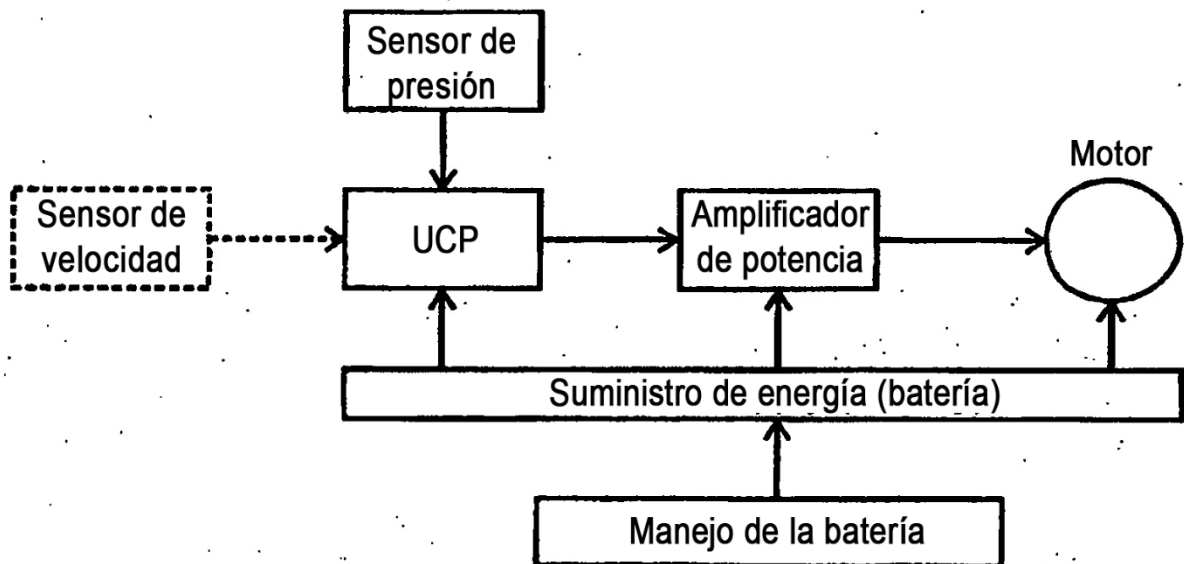 Sensor de
presión
Motor
Sensor de
velocidad
UCP
Amplificador
de potencia
Suministro de energía (batería)
Manejo de la batería